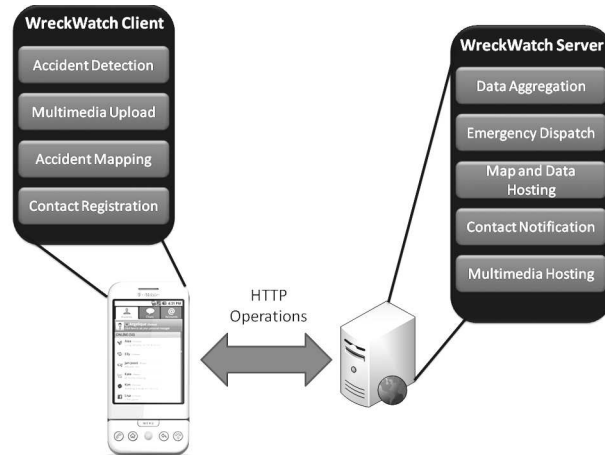 WreckWatch Client
Accident Detection
Multimedia Upload
Accident Mapping
Contact Registration
WreckWatch Server
Data Aggregation
Emergency Dispatch
Map and Data
Hosting
Contact Notification
Multimedia Hosting
HTTP
Operations
MENU